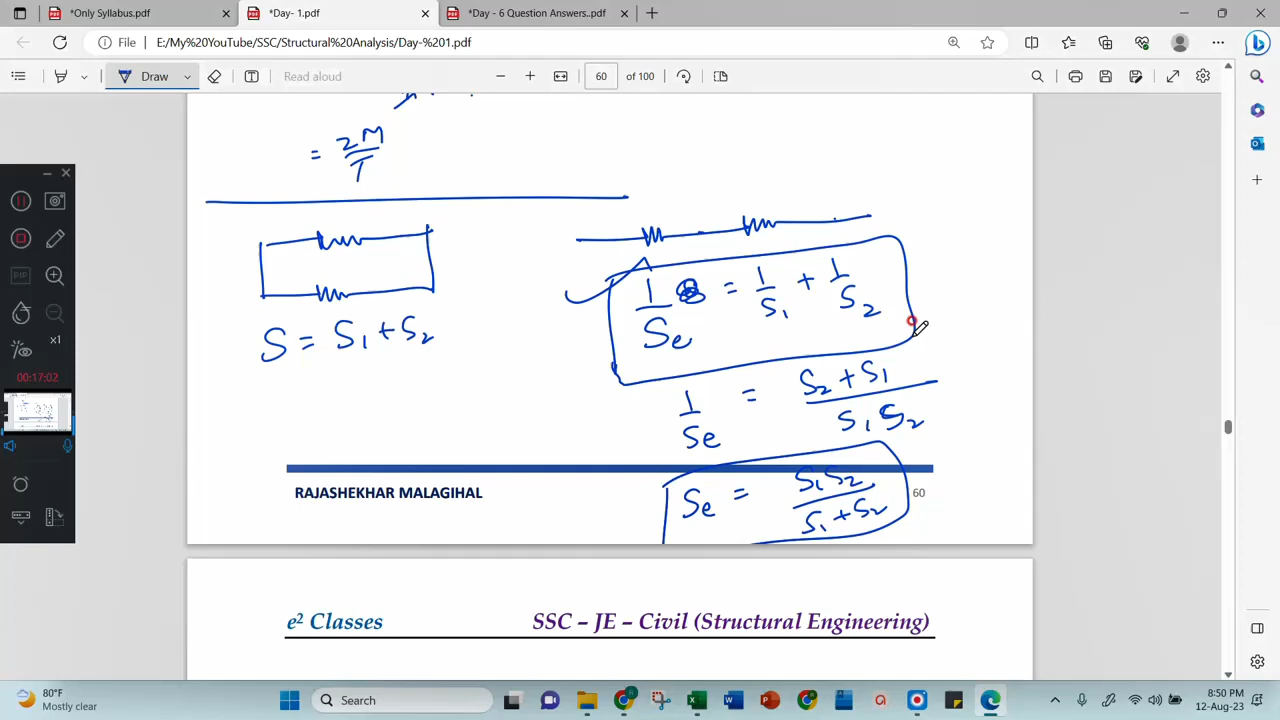 *Only Syllabus.pdf
*Day- 1.pdf
*Day - 6 Question Answers..pdf
File
E:/My%20YouTube/SSC/Structural%20Analysis/Day-%201.pdf
Draw
Read aloud
60
of 100
= 2M/T
S = S1 + S2
1/Se = 1/S1 + 1/S2
1/Se = S2 + S1 / S1 S2
Se = S1 S2 / S1 + S2
RAJASHEKHAR MALAGIHAL
60
e² Classes
SSC – JE – Civil (Structural Engineering)
PIP
x1
00:17:02
80°F
Mostly clear
Search
8:50 PM
12-Aug-23